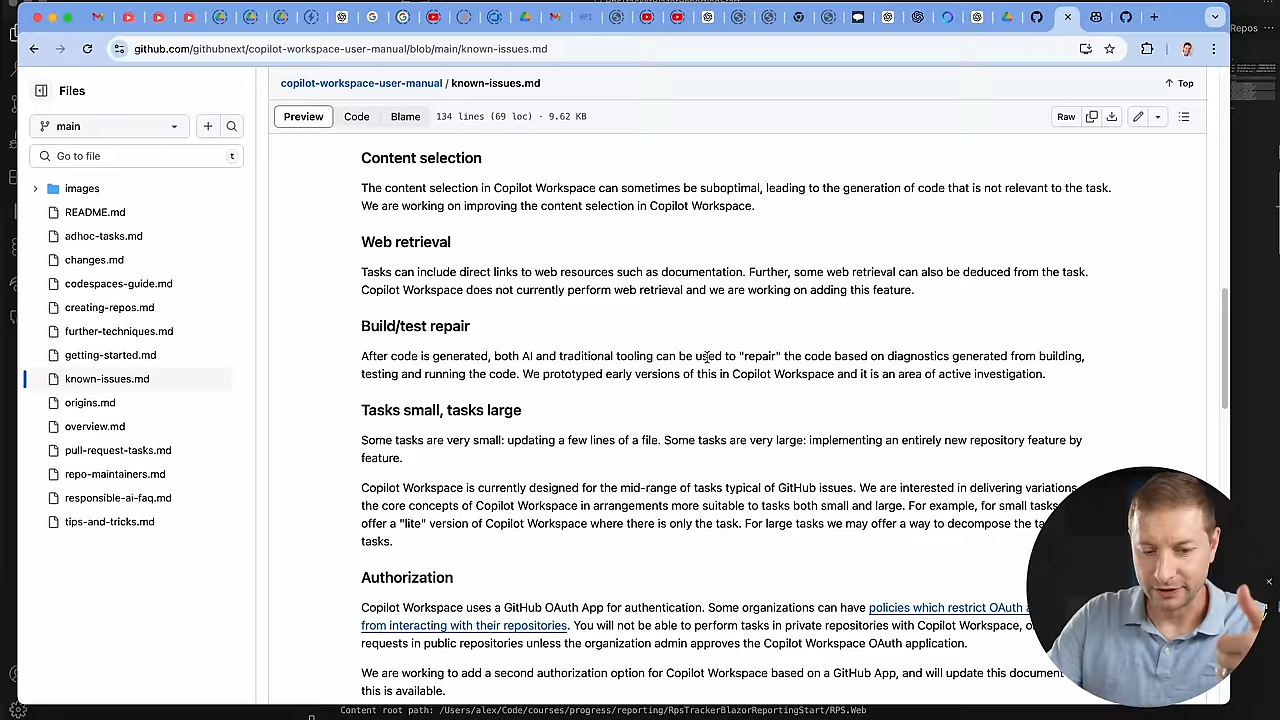 Repos
github.com/githubnext/copilot-workspace-user-manual/blob/main/known-issues.md
Files
copilot-workspace-user-manual / known-issues.md
Top
main
Preview
Code
Blame
134 lines (69 loc) · 9.62 KB
Raw
Go to file
t
images
README.md
adhoc-tasks.md
changes.md
codespaces-guide.md
creating-repos.md
further-techniques.md
getting-started.md
known-issues.md
origins.md
overview.md
pull-request-tasks.md
repo-maintainers.md
responsible-ai-faq.md
tips-and-tricks.md
Content selection
The content selection in Copilot Workspace can sometimes be suboptimal, leading to the generation of code that is not relevant to the task.
We are working on improving the content selection in Copilot Workspace.
Web retrieval
Tasks can include direct links to web resources such as documentation. Further, some web retrieval can also be deduced from the task.
Copilot Workspace does not currently perform web retrieval and we are working on adding this feature.
Build/test repair
After code is generated, both AI and traditional tooling can be used to "repair" the code based on diagnostics generated from building,
testing and running the code. We prototyped early versions of this in Copilot Workspace and it is an area of active investigation.
Tasks small, tasks large
Some tasks are very small: updating a few lines of a file. Some tasks are very large: implementing an entirely new repository feature by
feature.
Copilot Workspace is currently designed for the mid-range of tasks typical of GitHub issues. We are interested in delivering variations
the core concepts of Copilot Workspace in arrangements more suitable to tasks both small and large. For example, for small tasks
offer a "lite" version of Copilot Workspace where there is only the task. For large tasks we may offer a way to decompose the ta
tasks.
Authorization
Copilot Workspace uses a GitHub OAuth App for authentication. Some organizations can have policies which restrict OAuth
from interacting with their repositories. You will not be able to perform tasks in private repositories with Copilot Workspace, o
requests in public repositories unless the organization admin approves the Copilot Workspace OAuth application.
We are working to add a second authorization option for Copilot Workspace based on a GitHub App, and will update this document
this is available.
Content root path: /Users/alex/Code/courses/progress/reporting/RpsTrackerBlazorReportingStart/RPS.Web